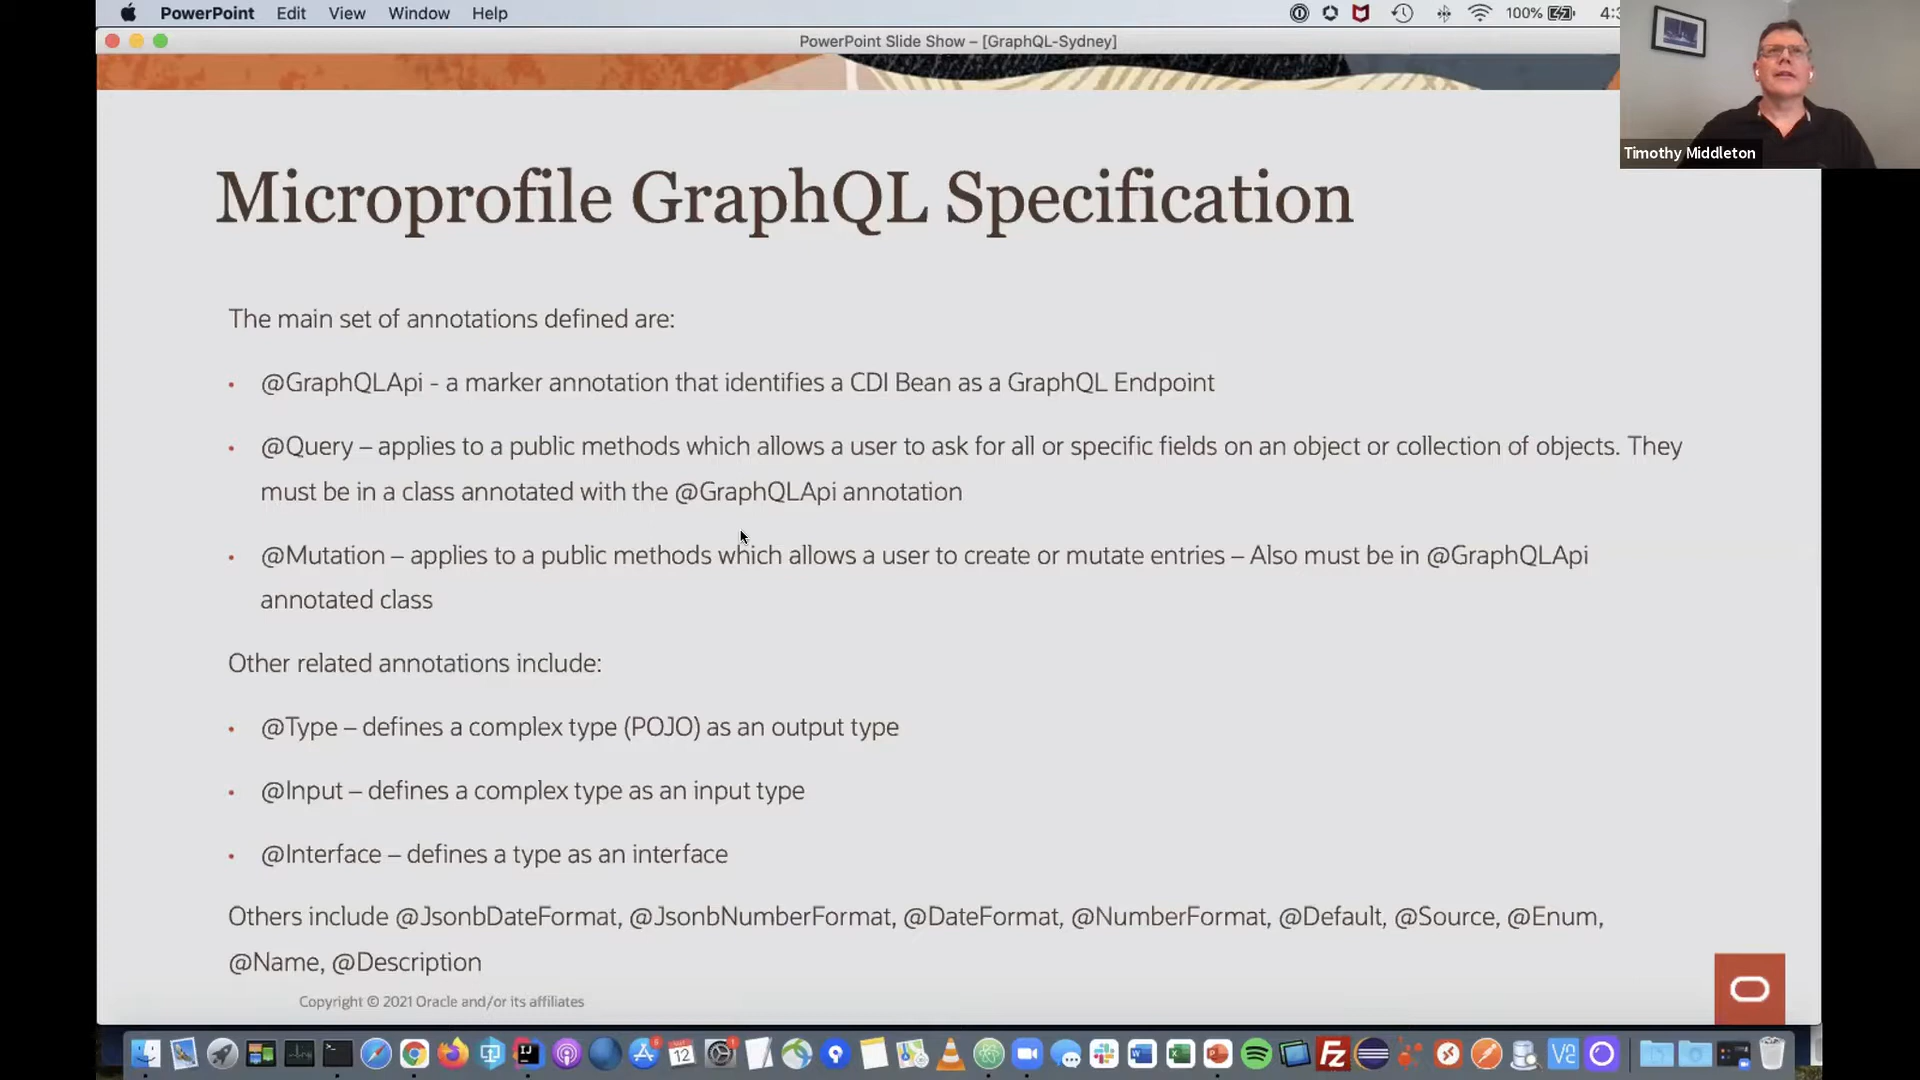 PowerPoint Edit View Window Help 100% 4:3
PowerPoint Slide Show – [GraphQL-Sydney]
Timothy Middleton
Microprofile GraphQL Specification
The main set of annotations defined are:
• @GraphQLApi - a marker annotation that identifies a CDI Bean as a GraphQL Endpoint
• @Query – applies to a public methods which allows a user to ask for all or specific fields on an object or collection of objects. They
must be in a class annotated with the @GraphQLApi annotation
• @Mutation – applies to a public methods which allows a user to create or mutate entries – Also must be in @GraphQLApi
annotated class
Other related annotations include:
• @Type – defines a complex type (POJO) as an output type
• @Input – defines a complex type as an input type
• @Interface – defines a type as an interface
Others include @JsonbDateFormat, @JsonbNumberFormat, @DateFormat, @NumberFormat, @Default, @Source, @Enum,
@Name, @Description
Copyright © 2021 Oracle and/or its affiliates
12